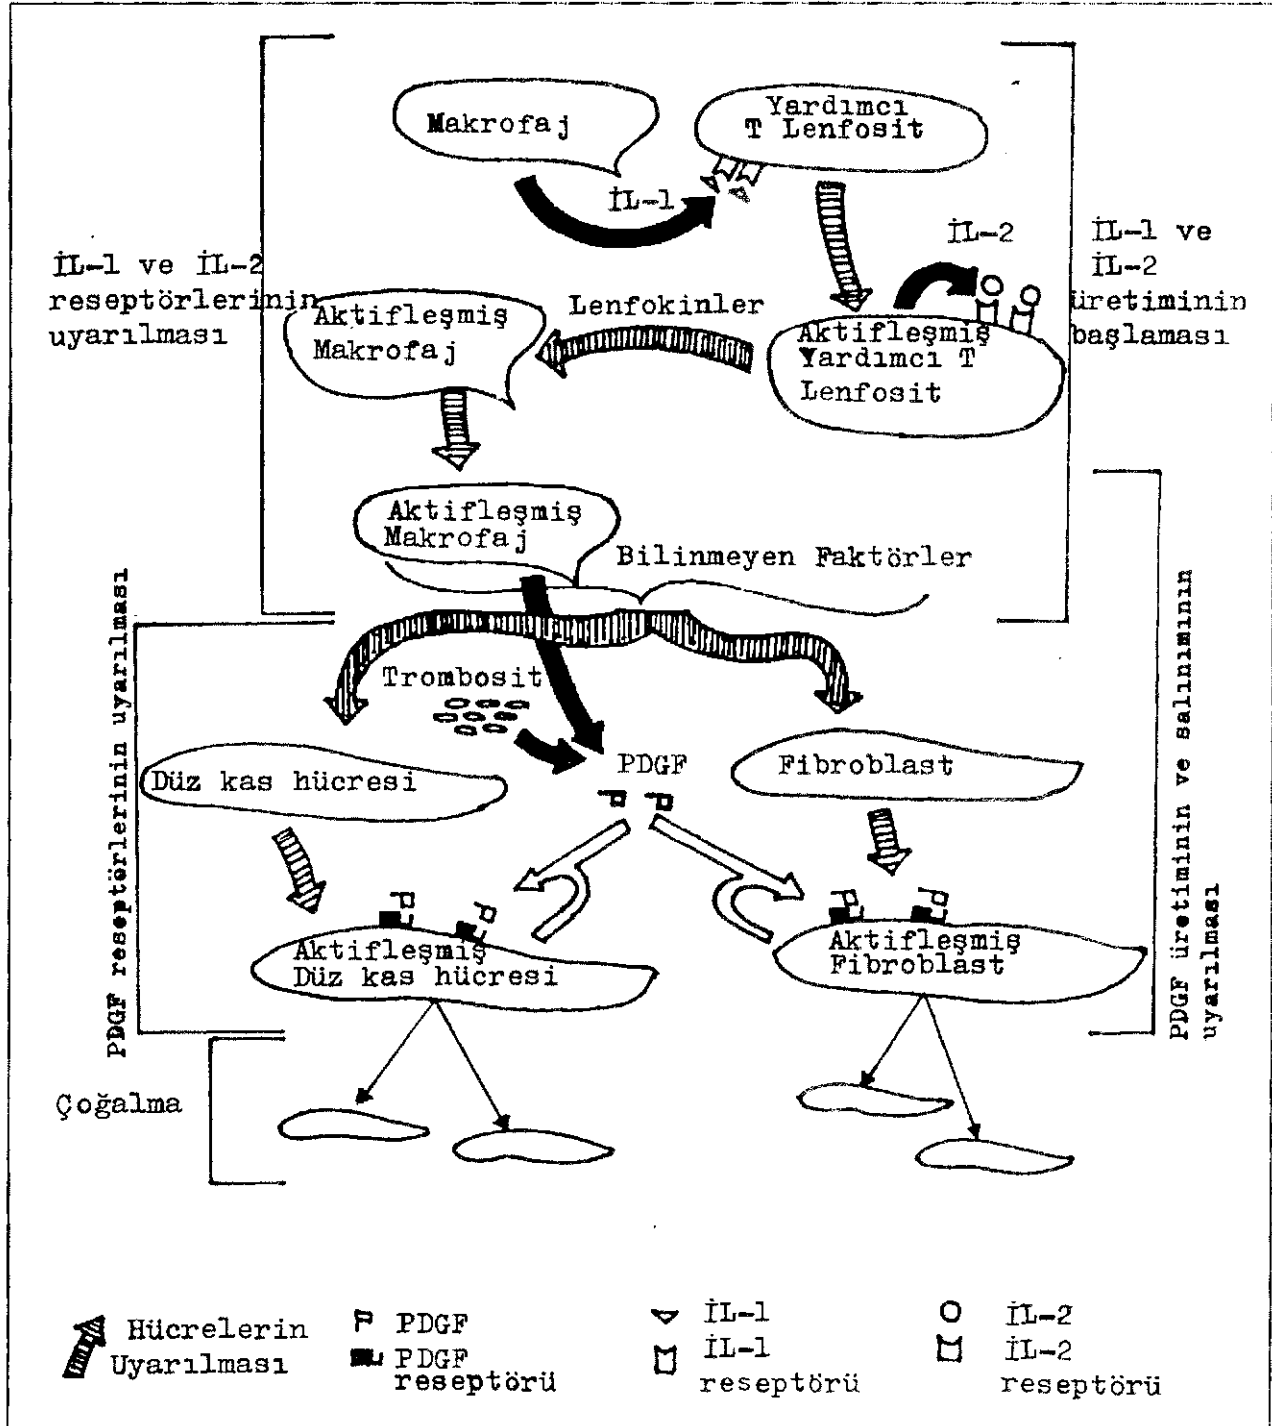 Makrofaj
Yardımcı
T Lenfosit
İL-1
İL-2
İL-1 ve İL-2
reseptörlerinin
uyarılması
İL-1 ve
İL-2
üretiminin
başlaması
Lenfokinler
Aktifleşmiş
Makrofaj
Aktifleşmiş
Yardımcı T
Lenfosit
Aktifleşmiş
Makrofaj
Bilinmeyen Faktörler
PDGF reseptörlerinin uyarılması
PDGF üretiminin ve salınımının
uyarılması
Trombosit
PDGF
Düz kas hücresi
Fibroblast
Aktifleşmiş
Düz kas hücresi
Aktifleşmiş
Fibroblast
Çoğalma
Hücrelerin
Uyarılması
PDGF
PDGF
reseptörü
İL-1
İL-1
reseptörü
İL-2
İL-2
reseptörü